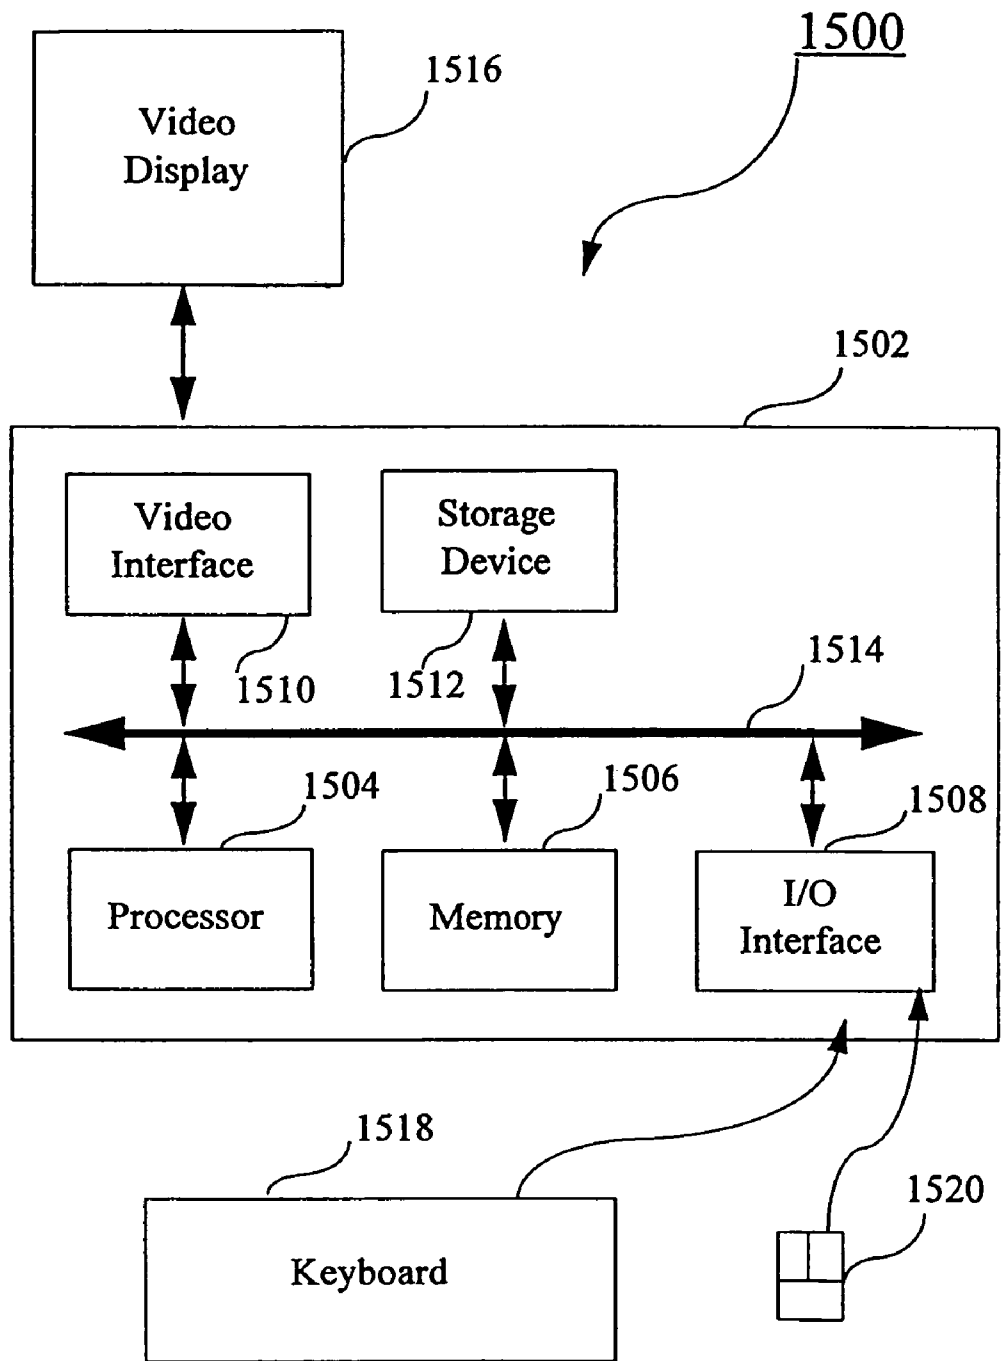 1500
1516
Video
Display
1502
Video
Interface
Storage
Device
1510
1512
1514
1504
1506
1508
Processor
Memory
I/O
Interface
1518
Keyboard
1520